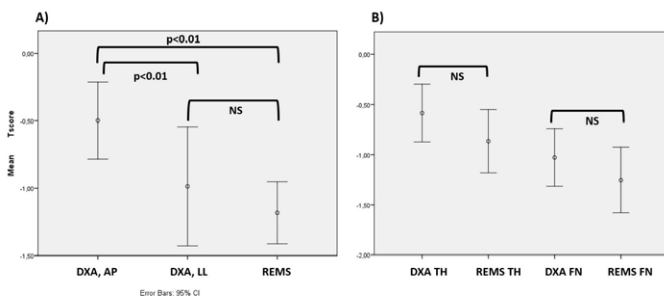 A)
p<0.01
p<0.01
NS
0,00
-0,50
-1,00
-1,50
Mean Tscore
DXA, AP DXA, LL REMS
Error Bars: 95% CI
B)
NS
NS
0,00
-0,50
-1,00
-1,50
-2,00
DXA TH REMS TH DXA FN REMS FN